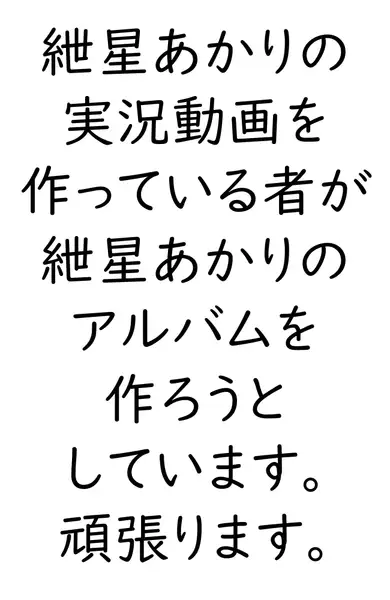 紲星あかりの
実況動画を
作っている者が
紲星あかりの
アルバムを
作ろうと
しています。
頑張ります。